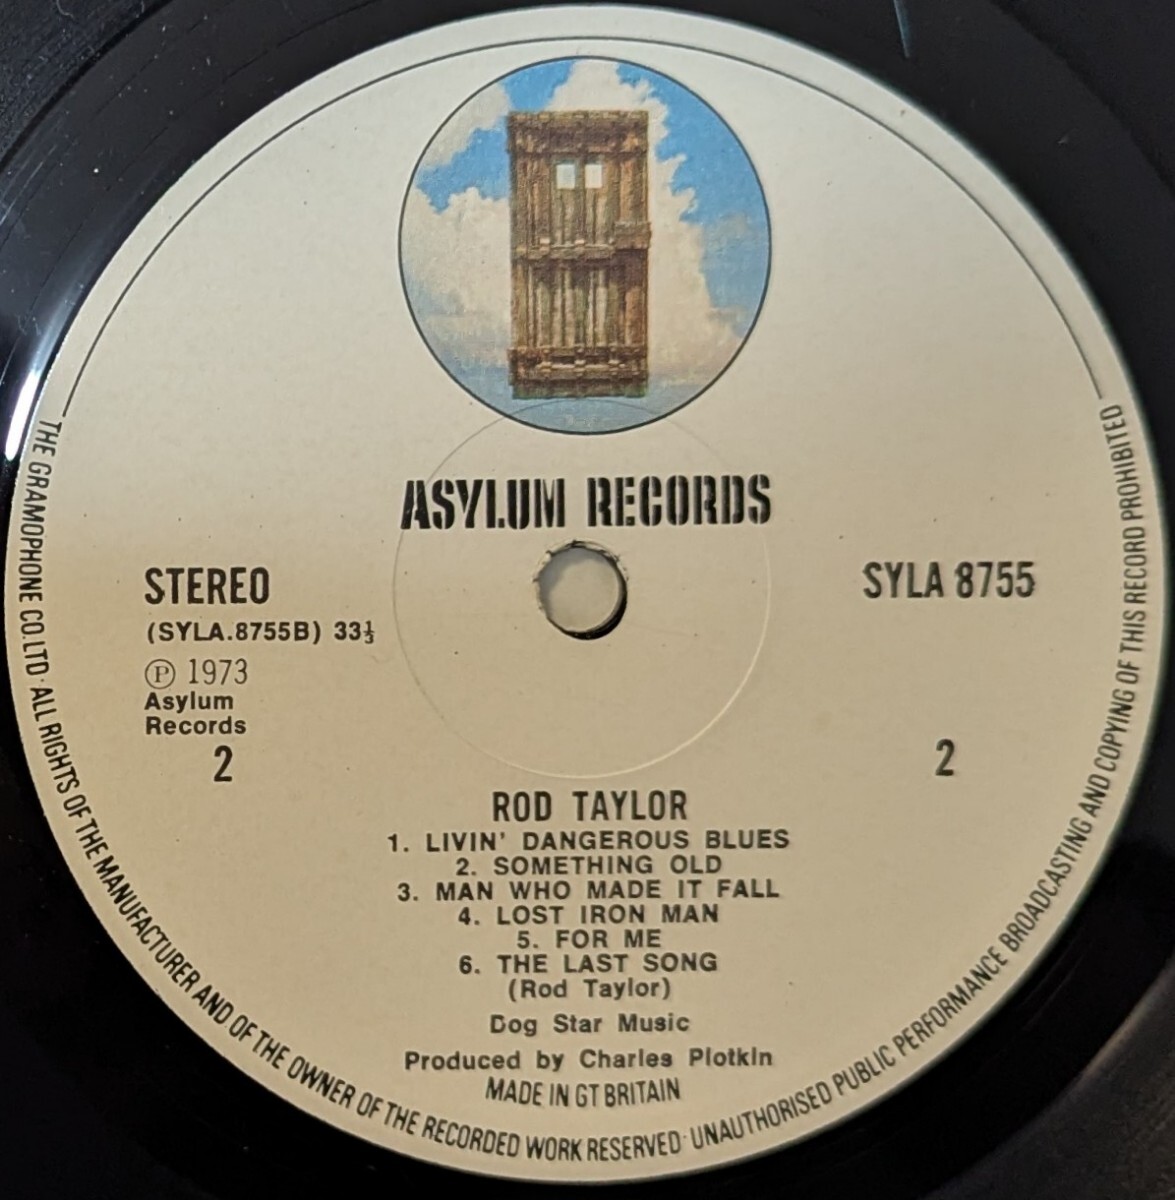 ASYLUM RECORDS
STEREO
SYLA 8755
(SYLA.8755B) 33⅓
Ⓟ 1973
Asylum
Records
2
2
ROD TAYLOR
1. LIVIN' DANGEROUS BLUES
2. SOMETHING OLD
3. MAN WHO MADE IT FALL
4. LOST IRON MAN
5. FOR ME
6. THE LAST SONG
(Rod Taylor)
Dog Star Music
Produced by Charles Plotkin
MADE IN GT BRITAIN
THE GRAMOPHONE CO. LTD · ALL RIGHTS OF THE MANUFACTURER AND OF THE OWNER OF THE RECORDED WORK RESERVED · UNAUTHORISED PUBLIC PERFORMANCE BROADCASTING AND COPYING OF THIS RECORD PROHIBITED